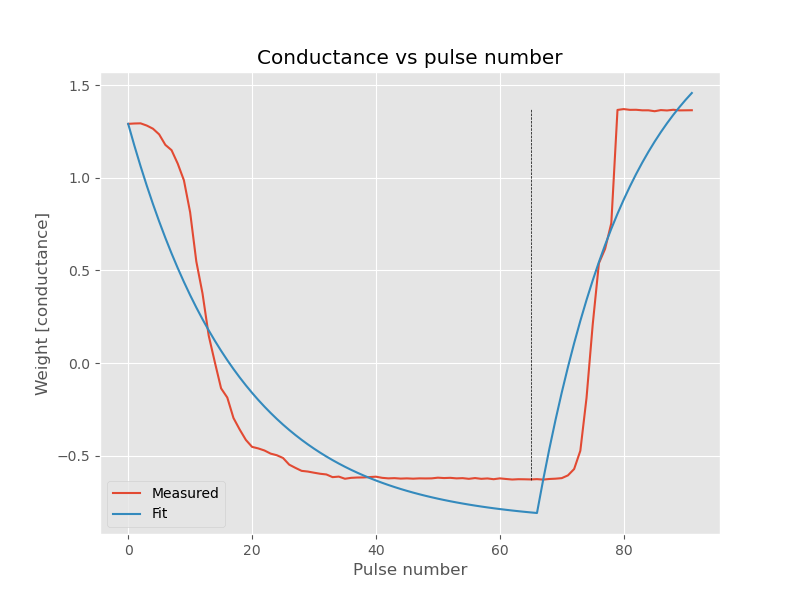 Conductance vs pulse number
1.5
1.0
0.5
0.0
−0.5
Weight [conductance]
Measured
Fit
0 20 40 60 80
Pulse number